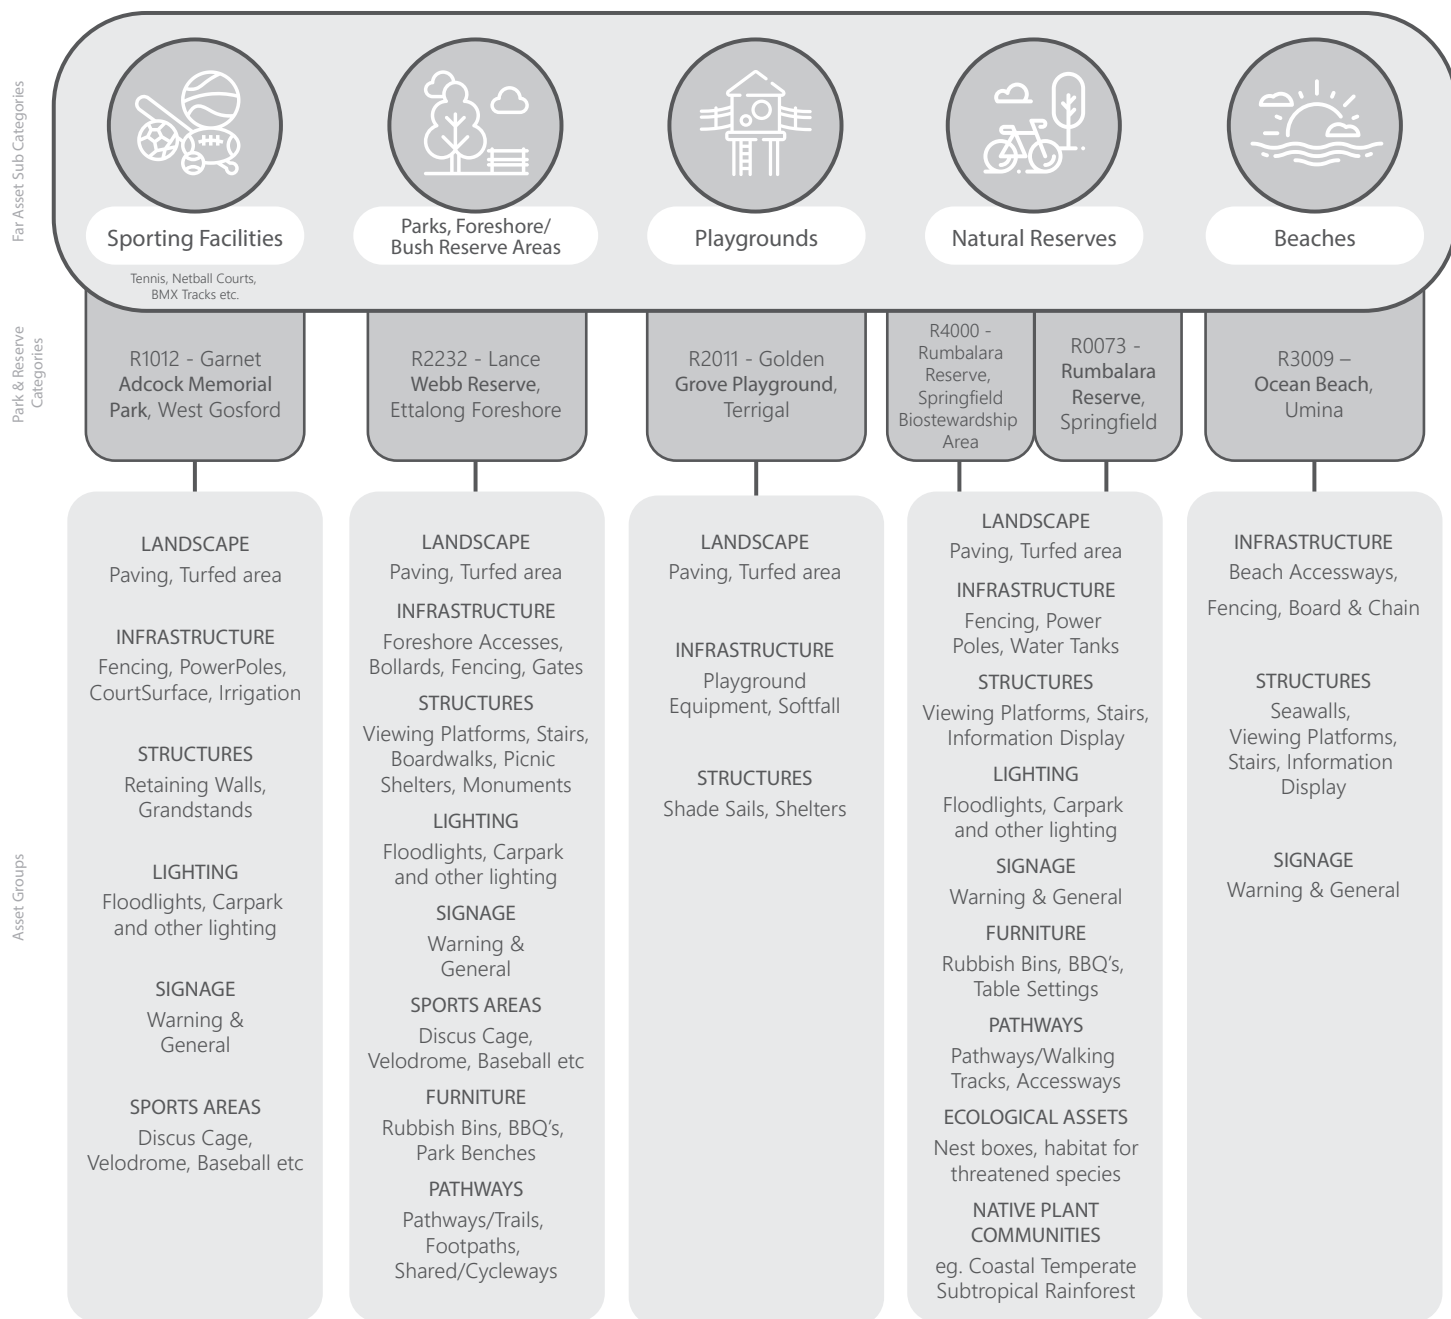 Far Asset Sub Categories
Sporting Facilities
Tennis, Netball Courts,
BMX Tracks etc.
Parks, Foreshore/
Bush Reserve Areas
Playgrounds
Natural Reserves
Beaches
Park & Reserve
Categories
R1012 - Garnet
Adcock Memorial
Park, West Gosford
R2232 - Lance
Webb Reserve,
Ettalong Foreshore
R2011 - Golden
Grove Playground,
Terrigal
R4000 -
Rumbalara
Reserve,
Springfield
Biostewardship
Area
R0073 -
Rumbalara
Reserve,
Springfield
R3009 –
Ocean Beach,
Umina
Asset Groups
LANDSCAPE
Paving, Turfed area
INFRASTRUCTURE
Fencing, PowerPoles,
CourtSurface, Irrigation
STRUCTURES
Retaining Walls,
Grandstands
LIGHTING
Floodlights, Carpark
and other lighting
SIGNAGE
Warning &
General
SPORTS AREAS
Discus Cage,
Velodrome, Baseball etc
LANDSCAPE
Paving, Turfed area
INFRASTRUCTURE
Foreshore Accesses,
Bollards, Fencing, Gates
STRUCTURES
Viewing Platforms, Stairs,
Boardwalks, Picnic
Shelters, Monuments
LIGHTING
Floodlights, Carpark
and other lighting
SIGNAGE
Warning &
General
SPORTS AREAS
Discus Cage,
Velodrome, Baseball etc
FURNITURE
Rubbish Bins, BBQ's,
Park Benches
PATHWAYS
Pathways/Trails,
Footpaths,
Shared/Cycleways
LANDSCAPE
Paving, Turfed area
INFRASTRUCTURE
Playground
Equipment, Softfall
STRUCTURES
Shade Sails, Shelters
LANDSCAPE
Paving, Turfed area
INFRASTRUCTURE
Fencing, Power
Poles, Water Tanks
STRUCTURES
Viewing Platforms, Stairs,
Information Display
LIGHTING
Floodlights, Carpark
and other lighting
SIGNAGE
Warning & General
FURNITURE
Rubbish Bins, BBQ's,
Table Settings
PATHWAYS
Pathways/Walking
Tracks, Accessways
ECOLOGICAL ASSETS
Nest boxes, habitat for
threatened species
NATIVE PLANT
COMMUNITIES
eg. Coastal Temperate
Subtropical Rainforest
INFRASTRUCTURE
Beach Accessways,
Fencing, Board & Chain
STRUCTURES
Seawalls,
Viewing Platforms,
Stairs, Information
Display
SIGNAGE
Warning & General